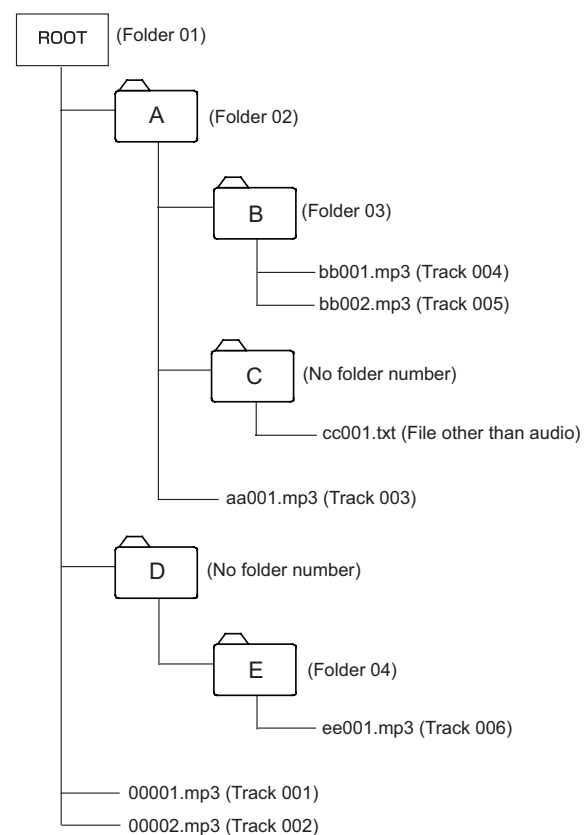 ROOT (Folder 01)
A (Folder 02)
B (Folder 03)
bb001.mp3 (Track 004)
bb002.mp3 (Track 005)
C (No folder number)
cc001.txt (File other than audio)
aa001.mp3 (Track 003)
D (No folder number)
E (Folder 04)
ee001.mp3 (Track 006)
00001.mp3 (Track 001)
00002.mp3 (Track 002)